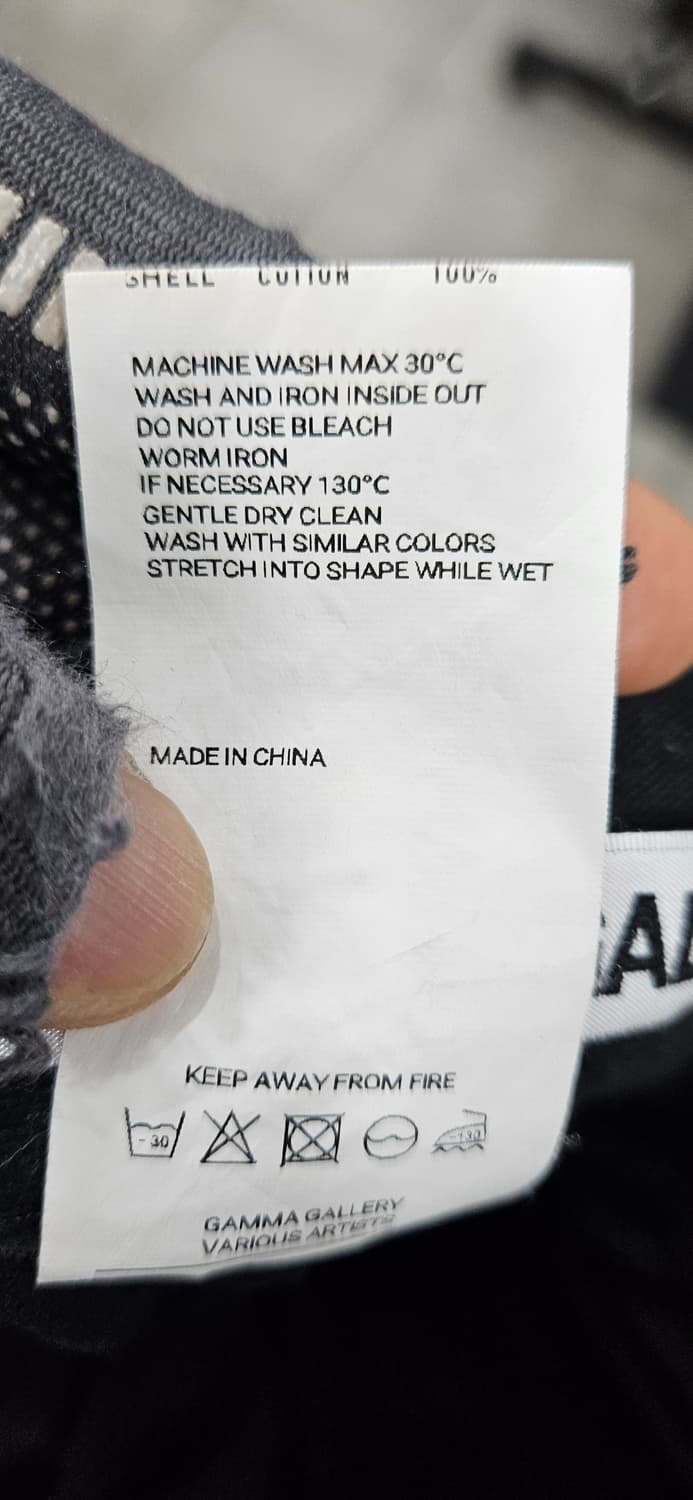 SHELL COTTON 100%
MACHINE WASH MAX 30°C
WASH AND IRON INSIDE OUT
DO NOT USE BLEACH
WORM IRON
IF NECESSARY 130°C
GENTLE DRY CLEAN
WASH WITH SIMILAR COLORS
STRETCH INTO SHAPE WHILE WET
MADE IN CHINA
KEEP AWAY FROM FIRE
-30 -130
GAMMA GALLERY
VARIOUS ARTISTS